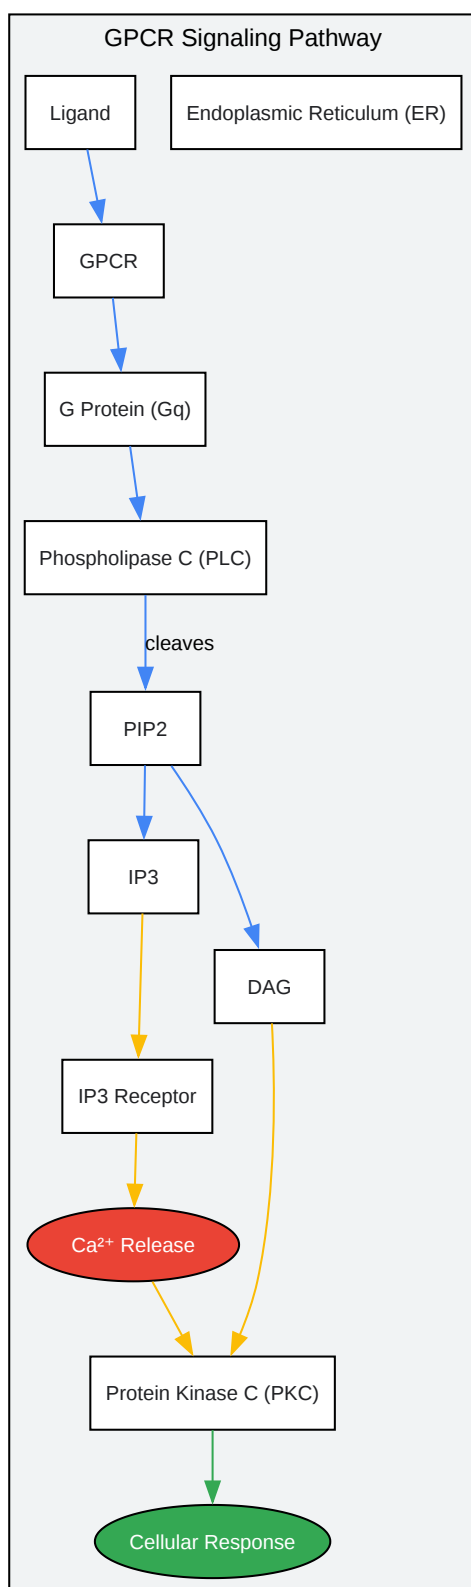 GPCR Signaling Pathway
Ligand
Endoplasmic Reticulum (ER)
GPCR
G Protein (Gq)
Phospholipase C (PLC)
cleaves
PIP2
IP3
DAG
IP3 Receptor
Ca²⁺ Release
Protein Kinase C (PKC)
Cellular Response